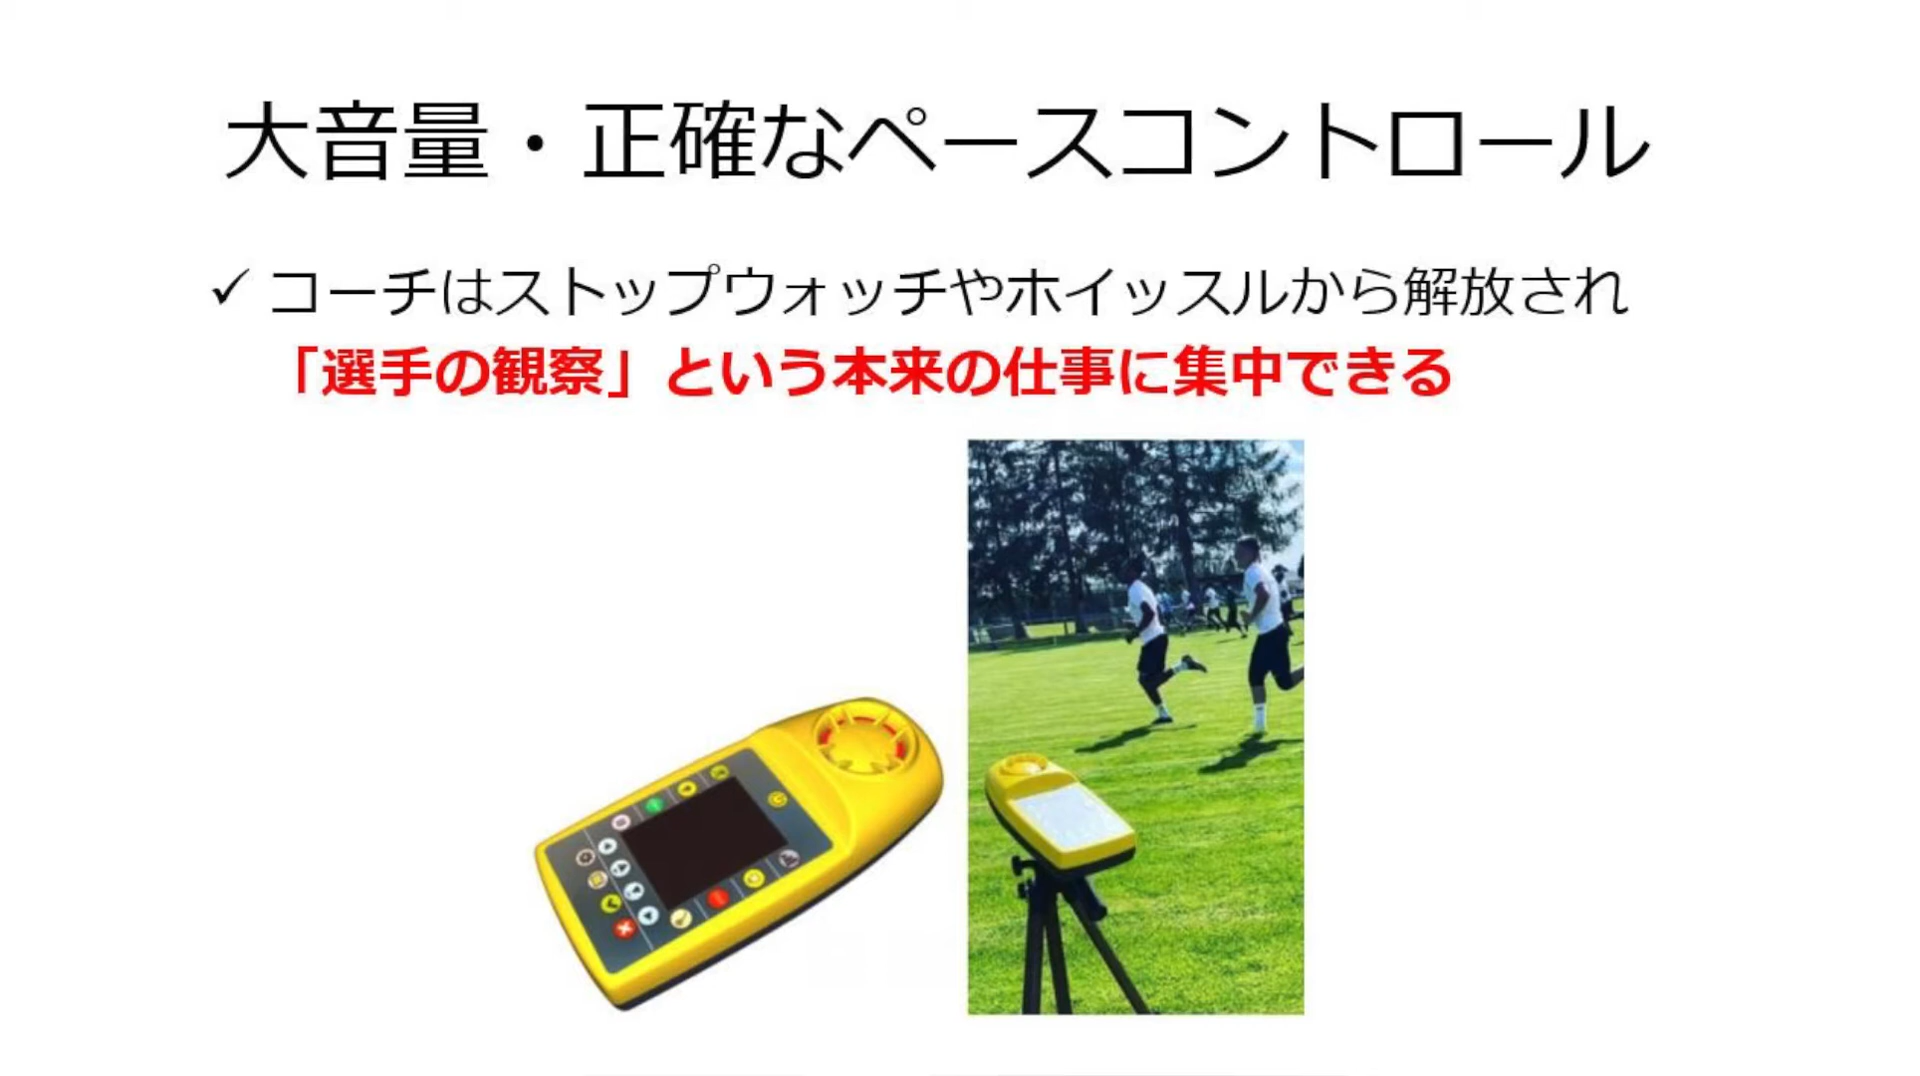 大音量・正確なペースコントロール
✓ コーチはストップウォッチやホイッスルから解放され
「選手の観察」という本来の仕事に集中できる